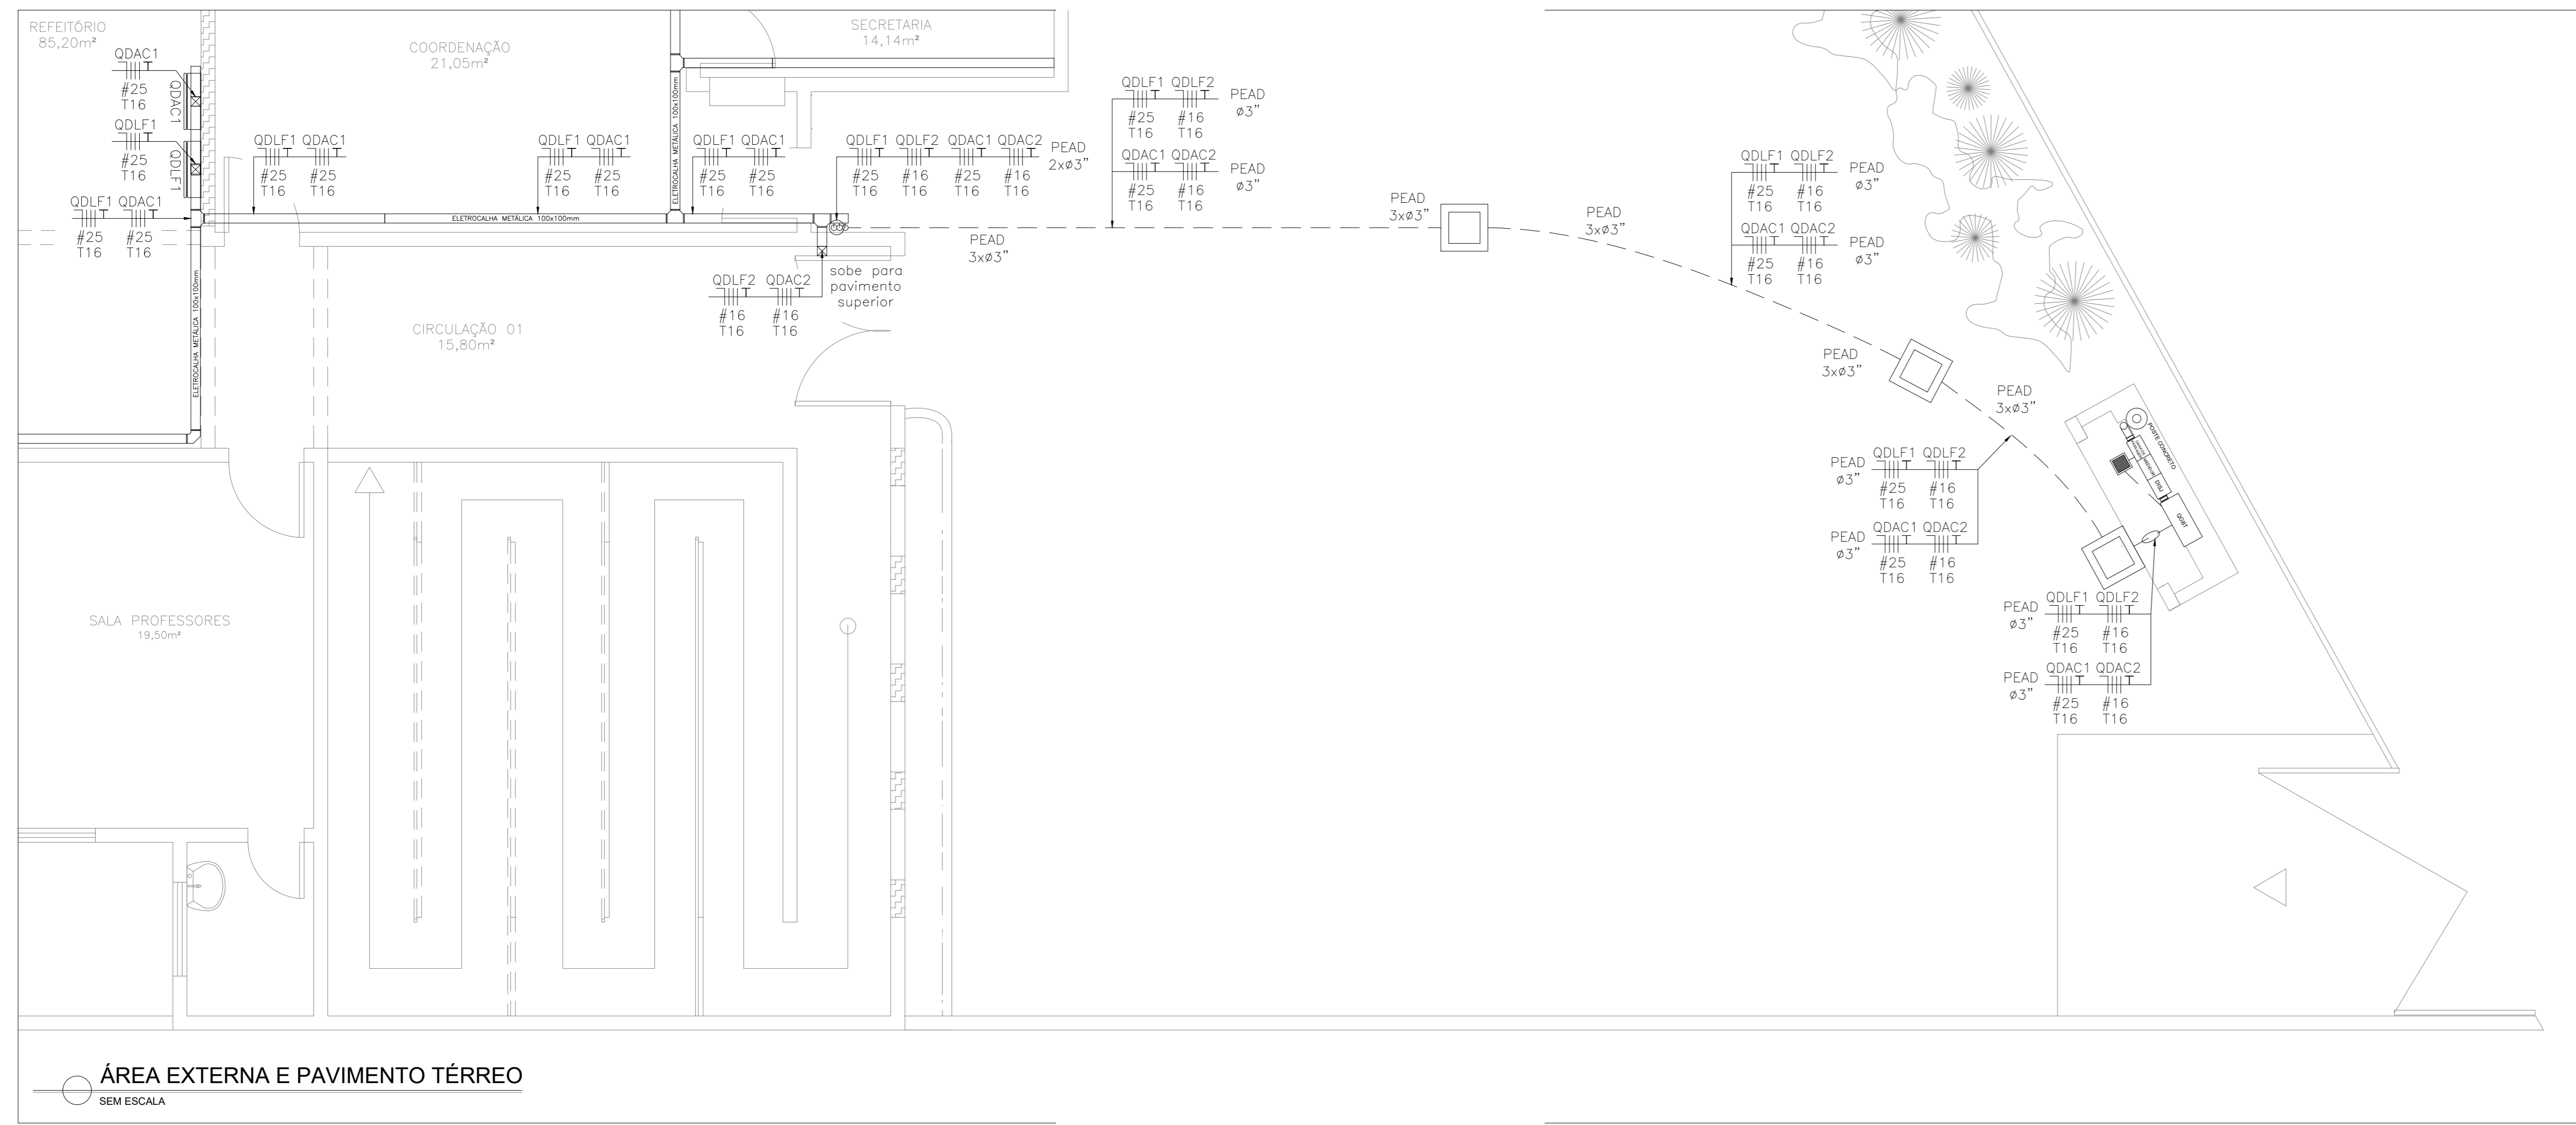 REFEITÓRIO
85,20m²
COORDENAÇÃO
21,05m²
SECRETARIA
14,14m²
QDAC1
#25
T16
QDAC1
QDLF1
#25
T16
QDLF1
QDLF1 QDAC1
#25 #25
T16 T16
QDLF1 QDAC1
#25 #25
T16 T16
QDLF1 QDAC1
#25 #25
T16 T16
ELETROCALHA METÁLICA 100x100mm
QDLF1 QDAC1
#25 #25
T16 T16
QDLF1 QDLF2 QDAC1 QDAC2
#25 #16 #25 #16
T16 T16 T16 T16
PEAD
2xø3"
ELETROCALHA METÁLICA 100x100mm
ELETROCALHA METÁLICA 100x100mm
QDLF2 QDAC2
#16 #16
T16 T16
sobe para
pavimento
superior
PEAD
3xø3"
QDLF1 QDLF2
#25 #16
T16 T16
PEAD
ø3"
QDAC1 QDAC2
#25 #16
T16 T16
PEAD
ø3"
PEAD
3xø3"
PEAD
3xø3"
QDLF1 QDLF2
#25 #16
T16 T16
PEAD
ø3"
QDAC1 QDAC2
#25 #16
T16 T16
PEAD
ø3"
PEAD
3xø3"
PEAD
3xø3"
PEAD
ø3"
QDLF1 QDLF2
#25 #16
T16 T16
PEAD
ø3"
QDAC1 QDAC2
#25 #16
T16 T16
POSTE CONCRETO
MEDIDOR
DISJ
QGBT
PEAD
ø3"
QDLF1 QDLF2
#25 #16
T16 T16
PEAD
ø3"
QDAC1 QDAC2
#25 #16
T16 T16
CIRCULAÇÃO 01
15,80m²
SALA PROFESSORES
19,50m²
ÁREA EXTERNA E PAVIMENTO TÉRREO
SEM ESCALA